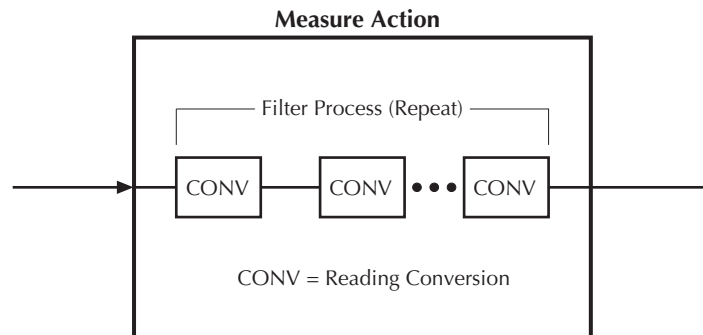 Measure Action
Filter Process (Repeat)
CONV CONV CONV
CONV = Reading Conversion